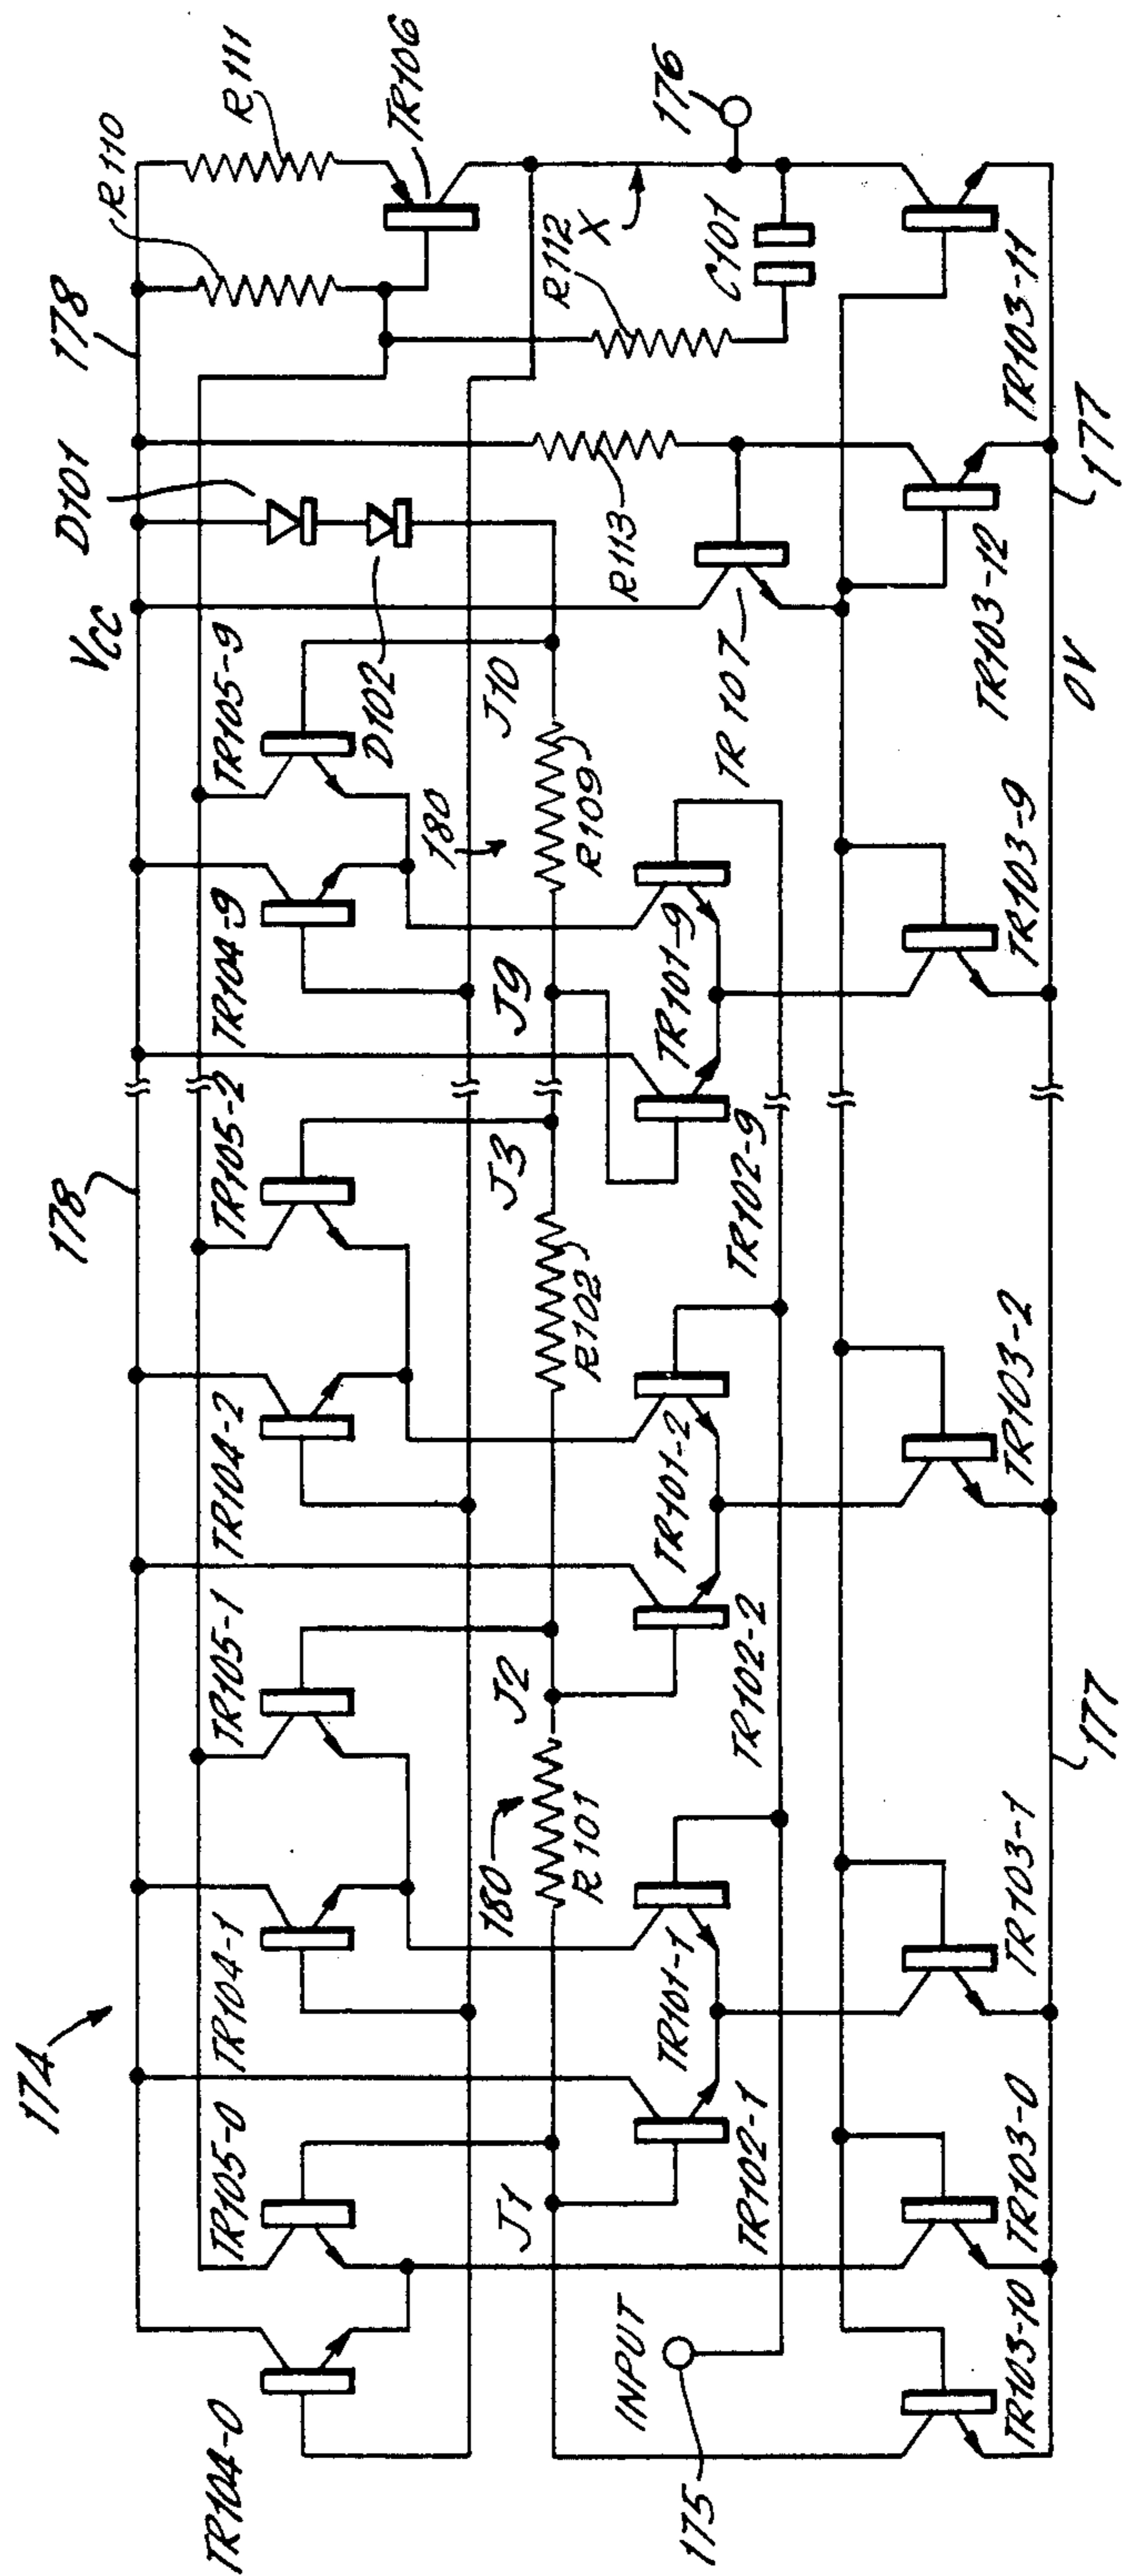 174
178
VCC
D101
178
R110
R111
TR104-0
TR105-0
TR104-1
TR105-1
TR104-2
TR105-2
TR104-9
TR105-9
D102
TR106
J1
180
R101
J2
R102
J3
J9
180
R109
J10
R113
R112
X
176
C101
175
INPUT
TR102-1
TR101-1
TR102-2
TR101-2
TR102-9
TR101-9
TR107
TR103-10
TR103-0
TR103-1
TR103-2
TR103-9
TR103-12
TR103-11
177
0V
177